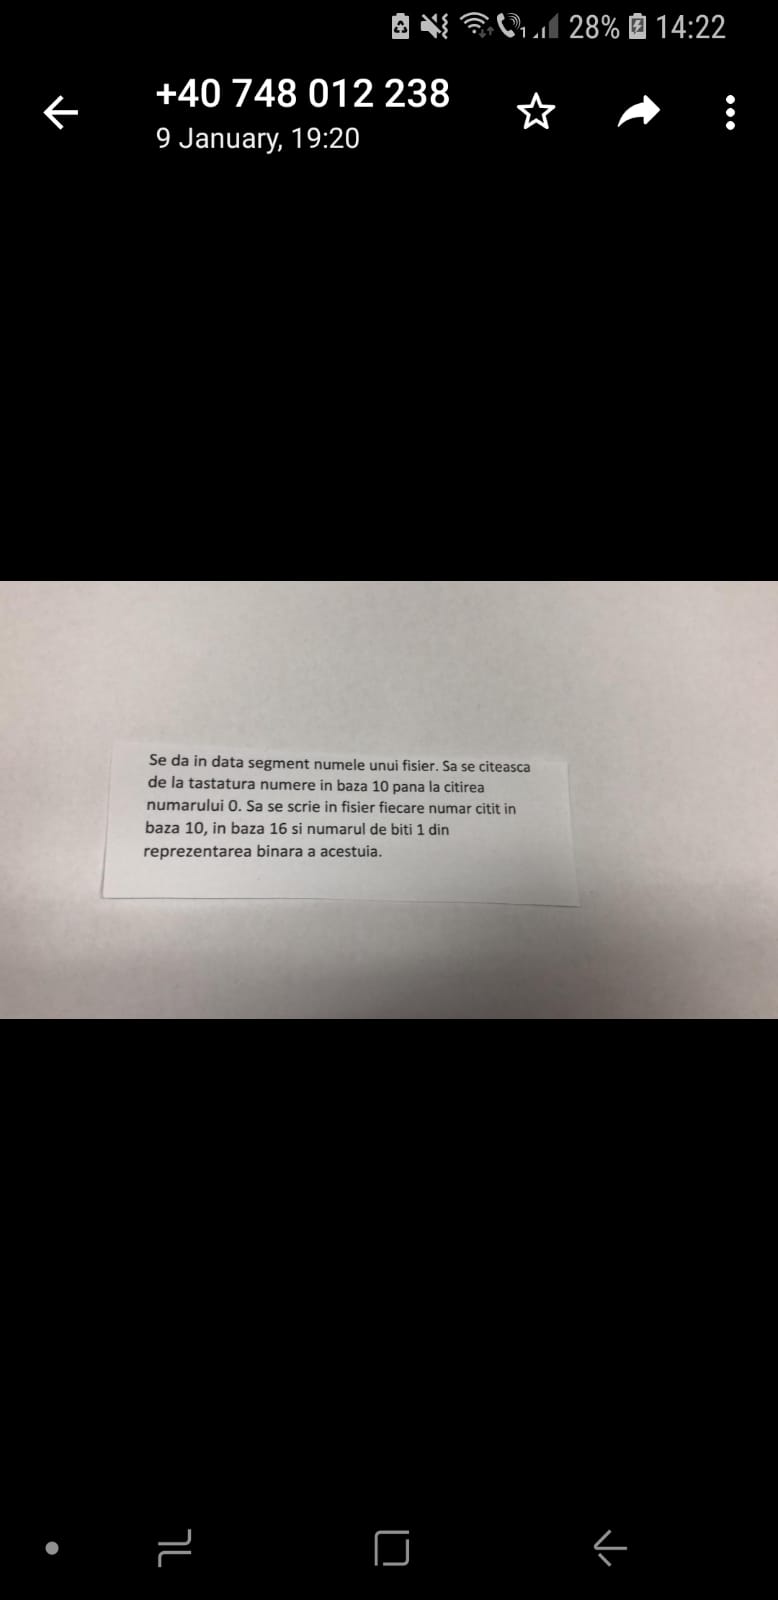 28% 14:22
+40 748 012 238
9 January, 19:20
Se da in data segment numele unui fisier. Sa se citeasca
de la tastatura numere in baza 10 pana la citirea
numarului 0. Sa se scrie in fisier fiecare numar citit in
baza 10, in baza 16 si numarul de biti 1 din
reprezentarea binara a acestuia.